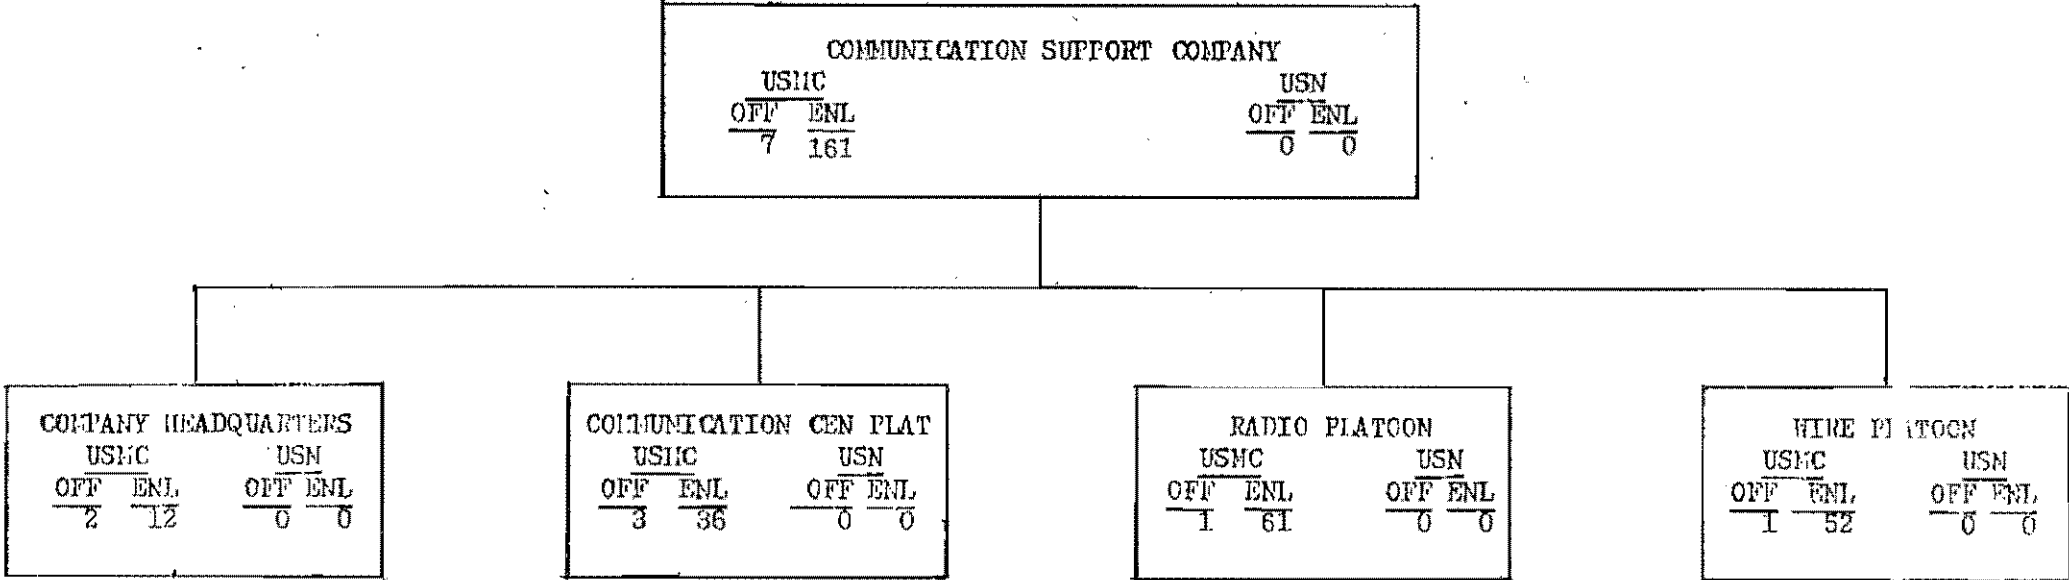 COMMUNICATION SUPPORT COMPANY
USMC USN
OFF ENL OFF ENL
7 161 0 0
COMPANY HEADQUARTERS
USMC USN
OFF ENL OFF ENL
2 12 0 0
COMMUNICATION CEN PLAT
USMC USN
OFF ENL OFF ENL
3 36 0 0
RADIO PLATOON
USMC USN
OFF ENL OFF ENL
1 61 0 0
WIRE PLATOON
USMC USN
OFF ENL OFF ENL
1 52 0 0